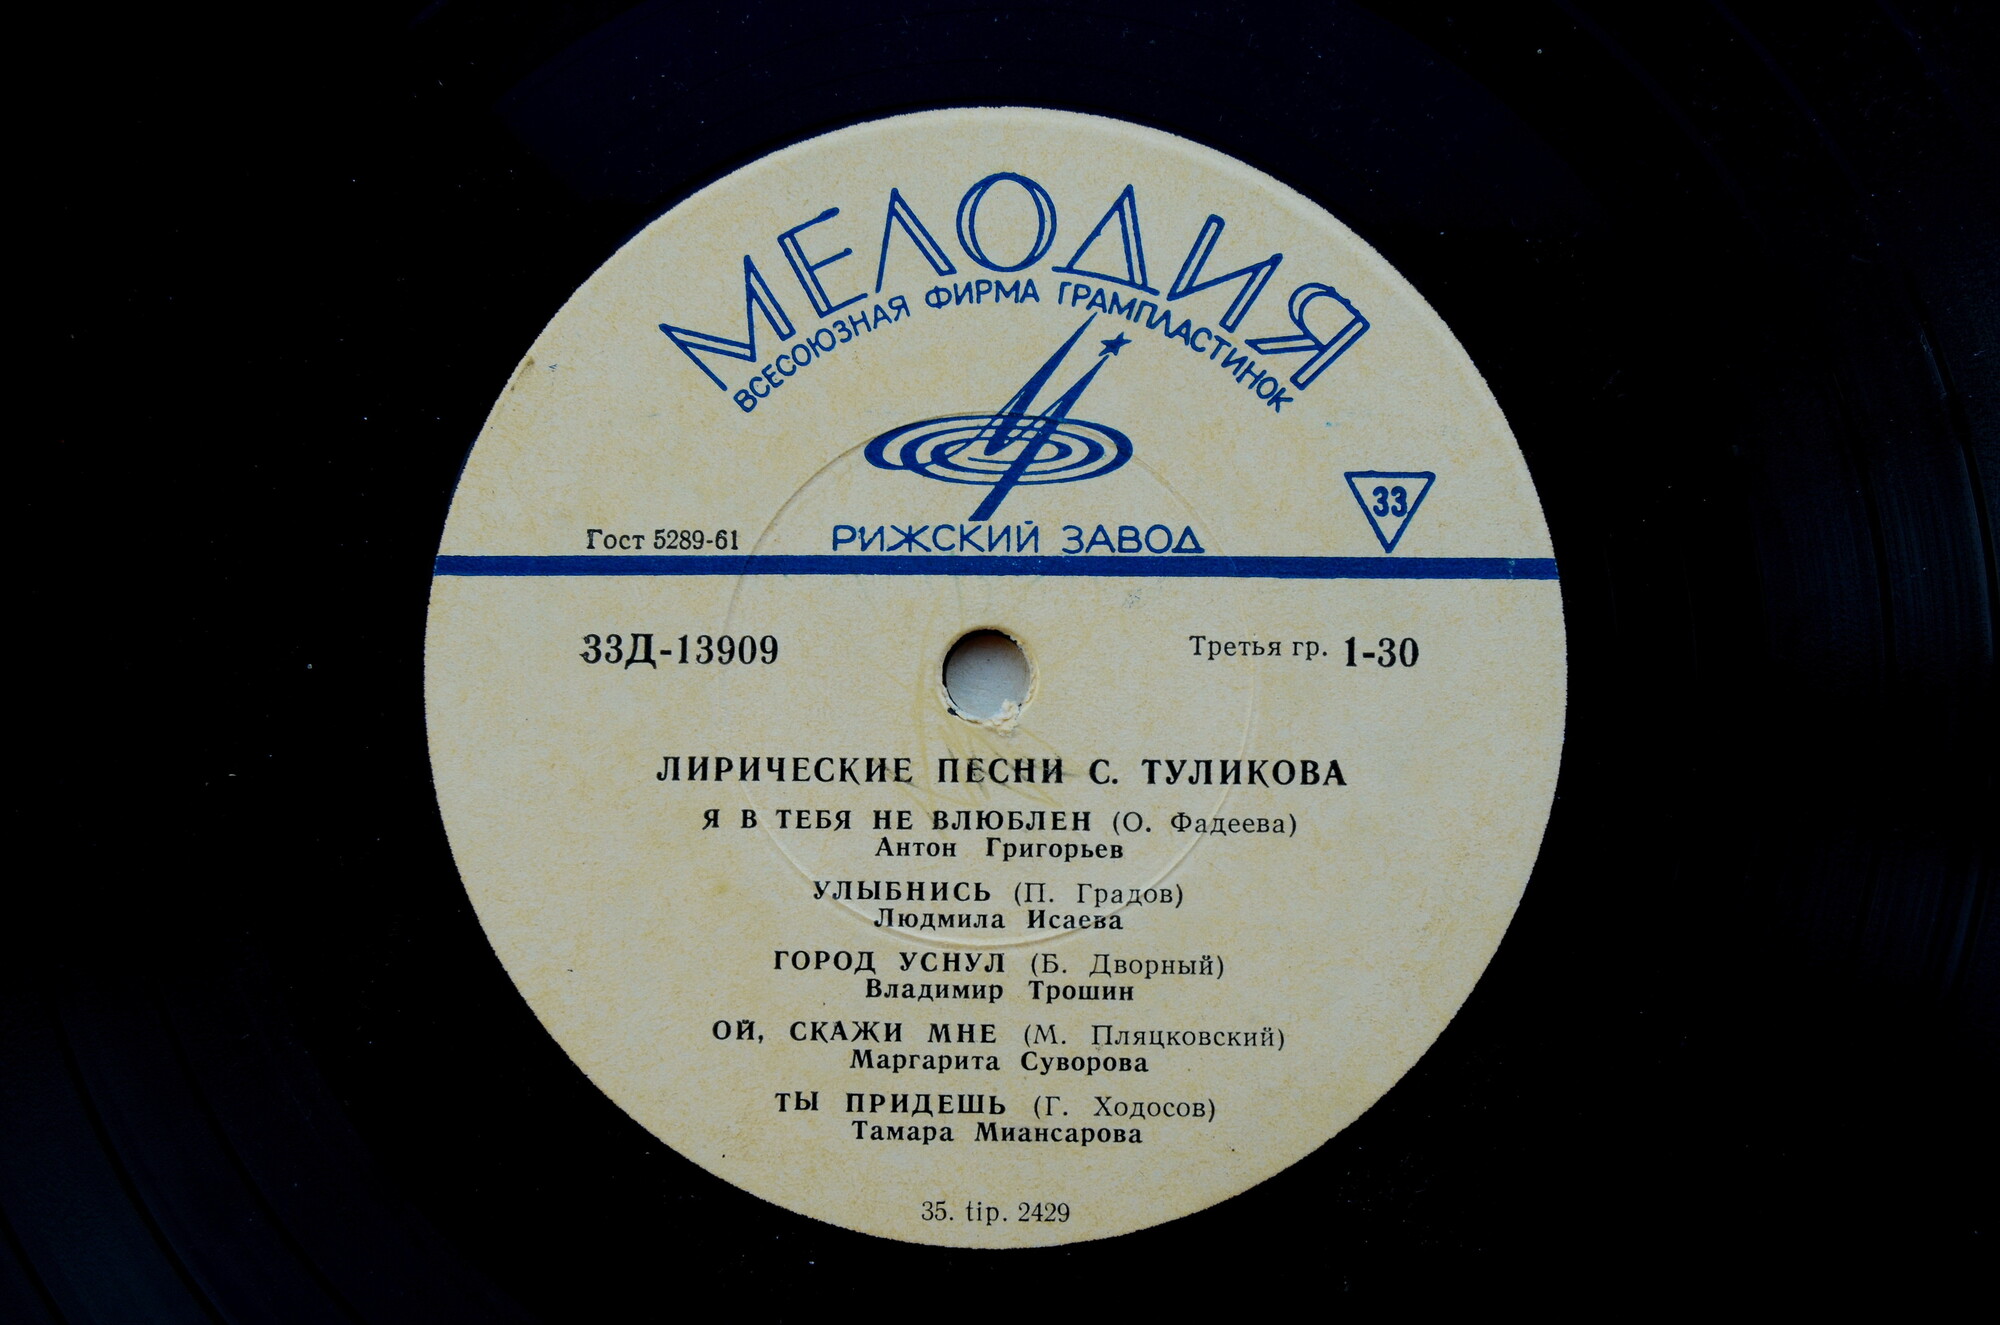 МЕЛОДИЯ
ВСЕСОЮЗНАЯ ФИРМА ГРАМПЛАСТИНОК
33
Гост 5289-61
РИЖСКИЙ ЗАВОД
33Д-13909
Третья гр. 1-30
ЛИРИЧЕСКИЕ ПЕСНИ С. ТУЛИКОВА
Я В ТЕБЯ НЕ ВЛЮБЛЕН (О. Фадеева)
Антон Григорьев
УЛЫБНИСЬ (П. Градов)
Людмила Исаева
ГОРОД УСНУЛ (Б. Дворный)
Владимир Трошин
ОЙ, СКАЖИ МНЕ (М. Пляцковский)
Маргарита Суворова
ТЫ ПРИДЕШЬ (Г. Ходосов)
Тамара Миансарова
35. tip. 2429